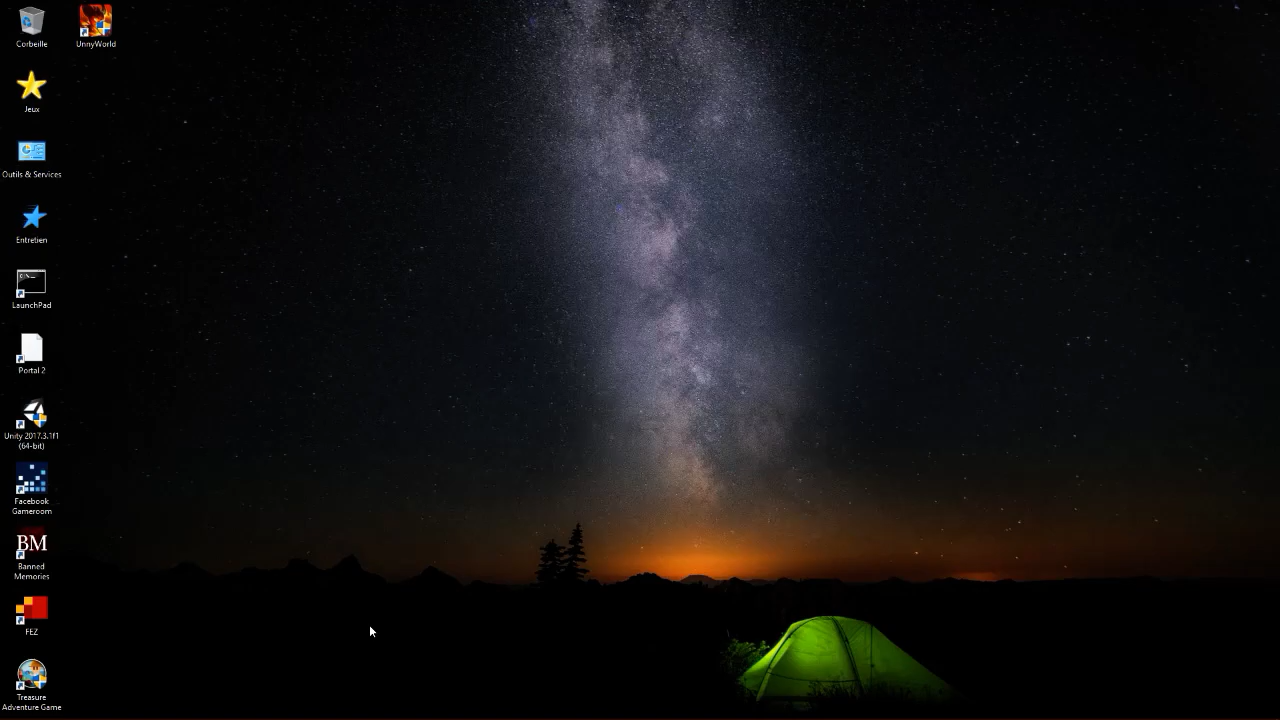 Corbeille
UnnyWorld
Jeux
Outils & Services
Entretien
LaunchPad
Portal 2
Unity 2017.3.1f1
(64-bit)
Facebook
Gameroom
BM
Banned
Memories
FEZ
Treasure
Adventure Game